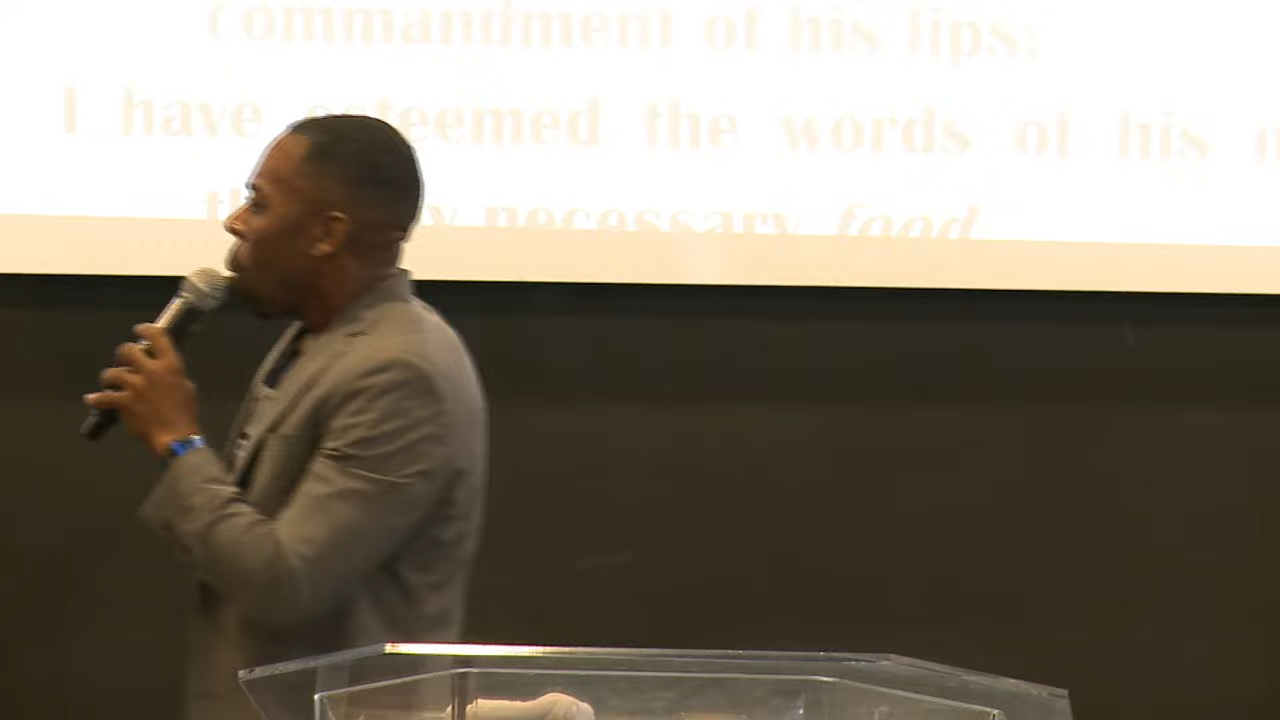 commandment of his lips:
I have esteemed the words of his
necessary food